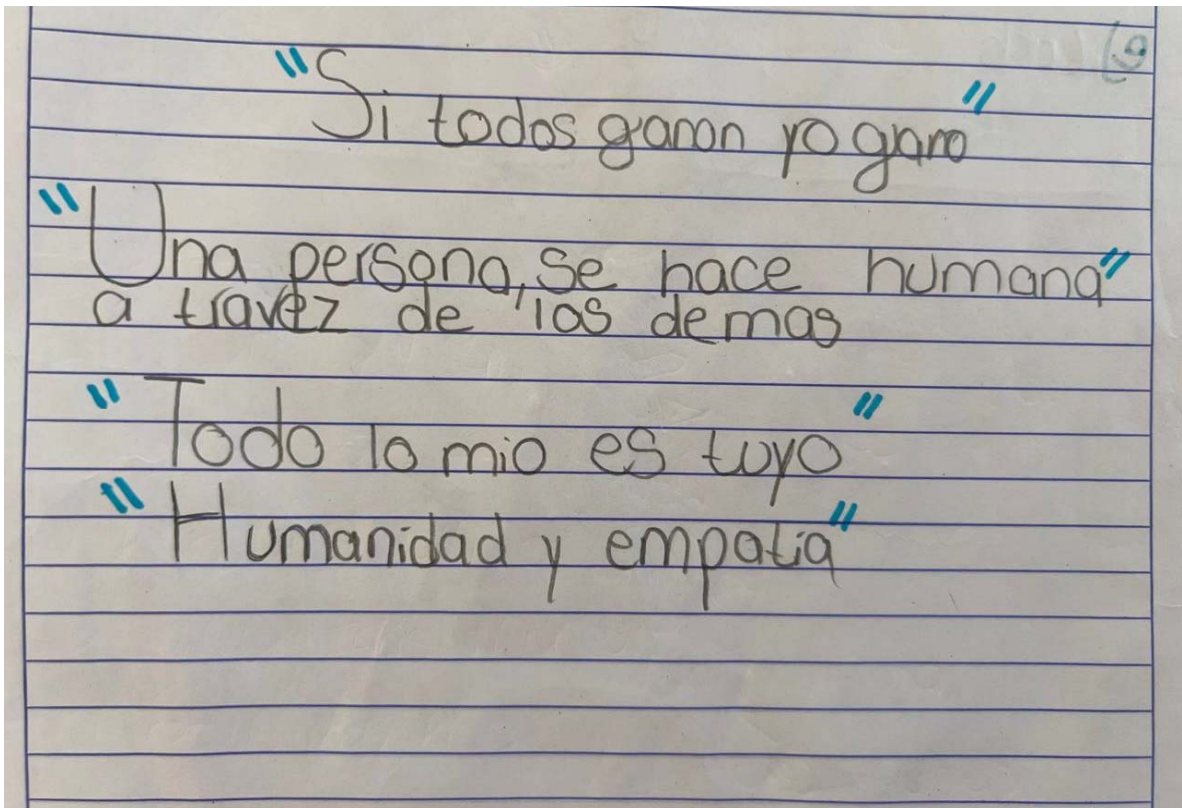 "Si todos ganan yo gano"
"Una persona, se hace humana"
a travez de los demas
"Todo lo mio es tuyo"
"Humanidad y empatia"